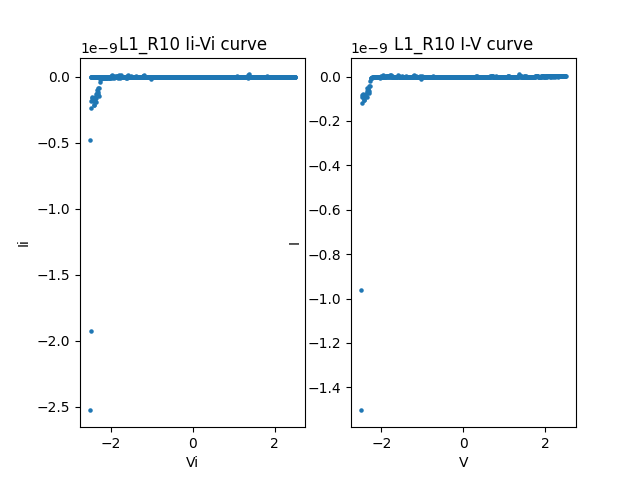 1e−9 L1_R10 Ii-Vi curve
0.0
−0.5
−1.0
−1.5
−2.0
−2.5
Ii
−2 0 2
Vi
1e−9 L1_R10 I-V curve
0.0
−0.2
−0.4
−0.6
−0.8
−1.0
−1.2
−1.4
I
−2 0 2
V